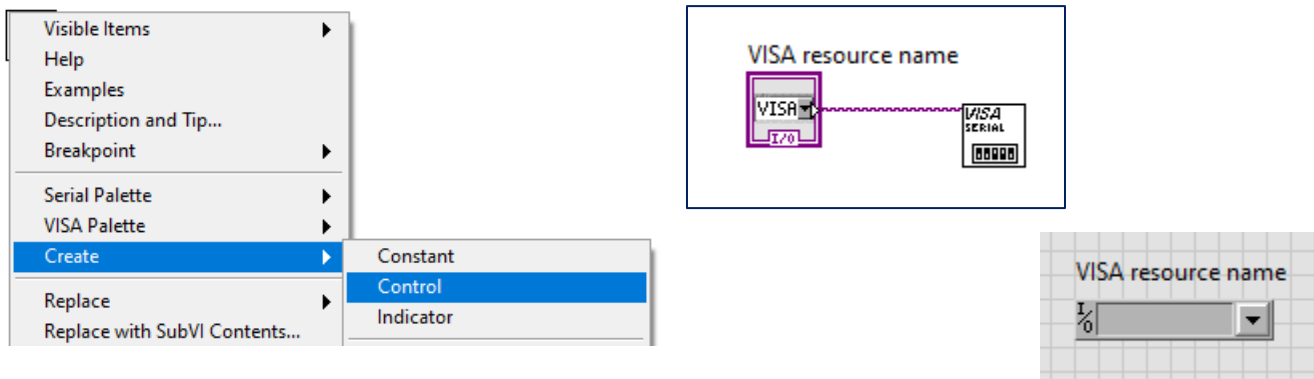 Visible Items
Help
Examples
Description and Tip...
Breakpoint
Serial Palette
VISA Palette
Create
Replace
Replace with SubVI Contents...
Constant
Control
Indicator
VISA resource name
VISA
I/O
VISA
SERIAL
VISA resource name
I/O